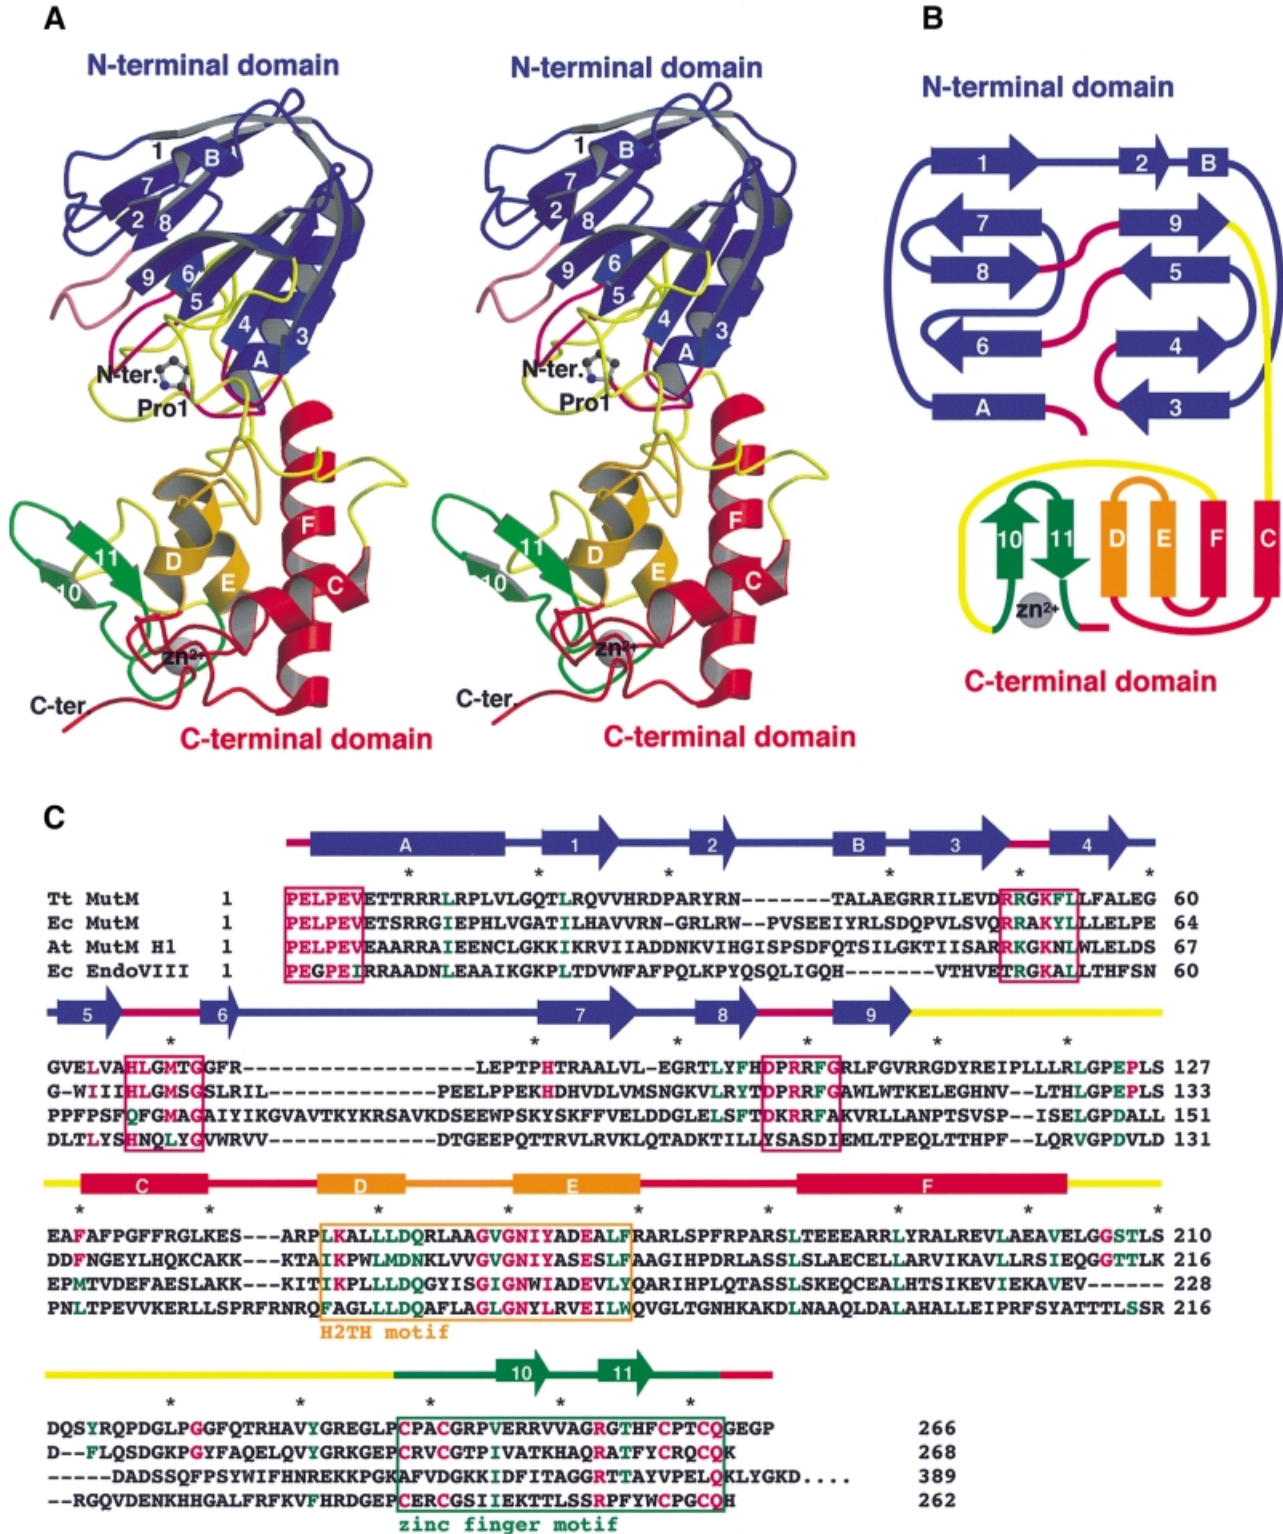 A
B
N-terminal domain
N-terminal domain
N-terminal domain
1
B
7
2
8
9
6
5
4
3
A
N-ter.
Pro1
F
11
D
E
C
10
zn2+
C-ter.
C-terminal domain
1
B
7
2
8
9
6
5
4
3
A
N-ter.
Pro1
F
11
D
E
C
10
zn2+
C-ter.
C-terminal domain
1 2 B
7 9
8 5
6 4
A 3
10 11 D E F C
zn2+
C-terminal domain
C
A 1 2 B 3 4
* * * * * *
Tt MutM 1 PELPEVETTRRRLRPLVLGQTLRQVVHRDPARYRN-------TALAEGRRILEVDRRGKFLLFALEG 60
Ec MutM 1 PELPEVETSRRGIEPHLVGATILHAVVRN-GRLRW--PVSEEIYRLSDQPVLSVQRRAKYLLLELPE 64
At MutM H1 1 PELPEVEAARRAIEENCLGKKIKRVIIADDNKVIHGISPSDFQTSILGKTIISARRKGKNLWLELDS 67
Ec EndoVIII 1 PEGPEIRRAADNLEAAIKGKPLTDVWFAFPQLKPYQSQLIGQH-------VTHVETRGKALLTHFSN 60
5 6 7 8 9
* * * * * *
GVELVAHLGMTGGFR------------------LEPTPHTRAALVL-EGRTLYFHDPRRFGRLFGVRRGDYREIPLLLRLGPEPLS 127
G-WIIIHLGMSGSLRIL--------------PEELPPEKHDHVDLVMSNGKVLRYTDPRRFGAWLWTKELEGHNV--LTHLGPEPLS 133
PPFPSFQFGMAGAIYIKGVAVTKYKRSAVKDSEEWPSKYSKFFVELDDGLELSFTDKRRFAKVRLLANPTSVSP--ISELGPDALL 151
DLTLYSHNQLYGVWRVV-------------DTGEEPQTTRVLRVKLQTADKTILLYSASDIEMLTPEQLTTHPF--LQRVGPDVLD 131
C D E F
* * * * * * * * *
EAFAFPGFFRGLKES---ARPLKALLLDQRLAAGVGNIYADEALFRARLSPFRPARSLTEEEARRLYRALREVLAEAVELGGSTLS 210
DDFNGEYLHQKCAKK---KTAIKPWLMDNKLVVGVGNIYASESLFAAGIHPDRLASSLSLAECELLARVIKAVLLRSIEQGGTTLK 216
EPMTVDEFAESLAKK---KITIKPLLLDQGYISGIGNWIADEVLYQARIHPLQTASSLSKEQCEALHTSIKEVIEKAVEV------ 228
PNLTPEVVKERLLSPRFRNRQFAGLLLDQAFLAGLGNYLRVEILWQVGLTGNHKAKDLNAAQLDALAHALLEIPRFSYATTTLSSR 216
H2TH motif
10 11
* * * * *
DQSYRQPDGLPGGFQTRHAVYGREGLPCPACGRPVERRVVAGRGTHFCPTCQGEGP 266
D--FLQSDGKPGYFAQELQVYGRKGEPCRVCGTPIVATKHAQRATFYCRQCQK 268
-----DADSSQFPSYWIFHNREKKPGKAFVDGKKIDFITAGGRTTAYVPELQKLYGKD.... 389
--RGQVDENKHHGALFRFKVFHRDGEPCERCGSIIEKTTLSSRPFYWCPGCQH 262
zinc finger motif